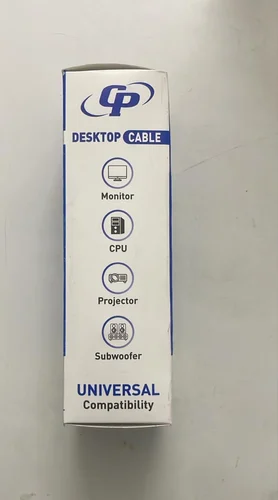 CP
DESKTOP CABLE
Monitor
CPU
Projector
Subwoofer
UNIVERSAL
Compatibility